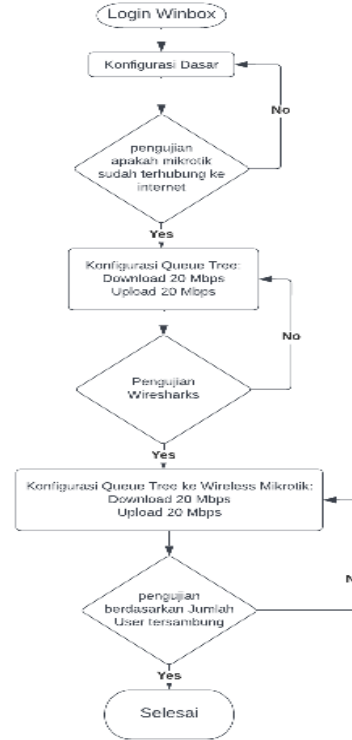 Login Winbox
Konfigurasi Dasar
No
pengujian
apakah mikrotik
sudah terhubung ke
internet
Yes
Konfigurasi Queue Tree:
Download 20 Mbps
Upload 20 Mbps
No
Pengujian
Wiresharks
Yes
Konfigurasi Queue Tree ke Wireless Mikrotik:
Download 20 Mbps
Upload 20 Mbps
pengujian
berdasarkan Jumlah
User tersambung
Yes
Selesai